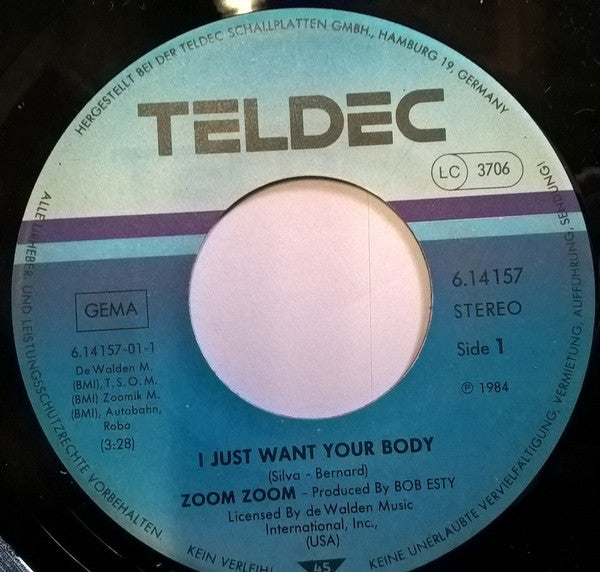 HERGESTELLT BEI DER TELDEC SCHALLPLATTEN GMBH., HAMBURG 19, GERMANY
TELDEC
LC 3706
GEMA
6.14157-01-1
De Walden M.
(BMI), T. S. O. M.
(BMI) Zoomik M.
(BMI), Autobahn,
Roba
(3:28)
6.14157
STEREO
Side 1
℗ 1984
I JUST WANT YOUR BODY
(Silva - Bernard)
ZOOM ZOOM - Produced By BOB ESTY
Licensed By de Walden Music
International, Inc.,
(USA)
45
ALLE URHEBER- UND LEISTUNGSSCHUTZRECHTE VORBEHALTEN.
KEIN VERLEIH!
KEINE UNERLAUBTE VERVIELFÄLTIGUNG, VERMIETUNG, AUFFÜHRUNG, SENDUNG!